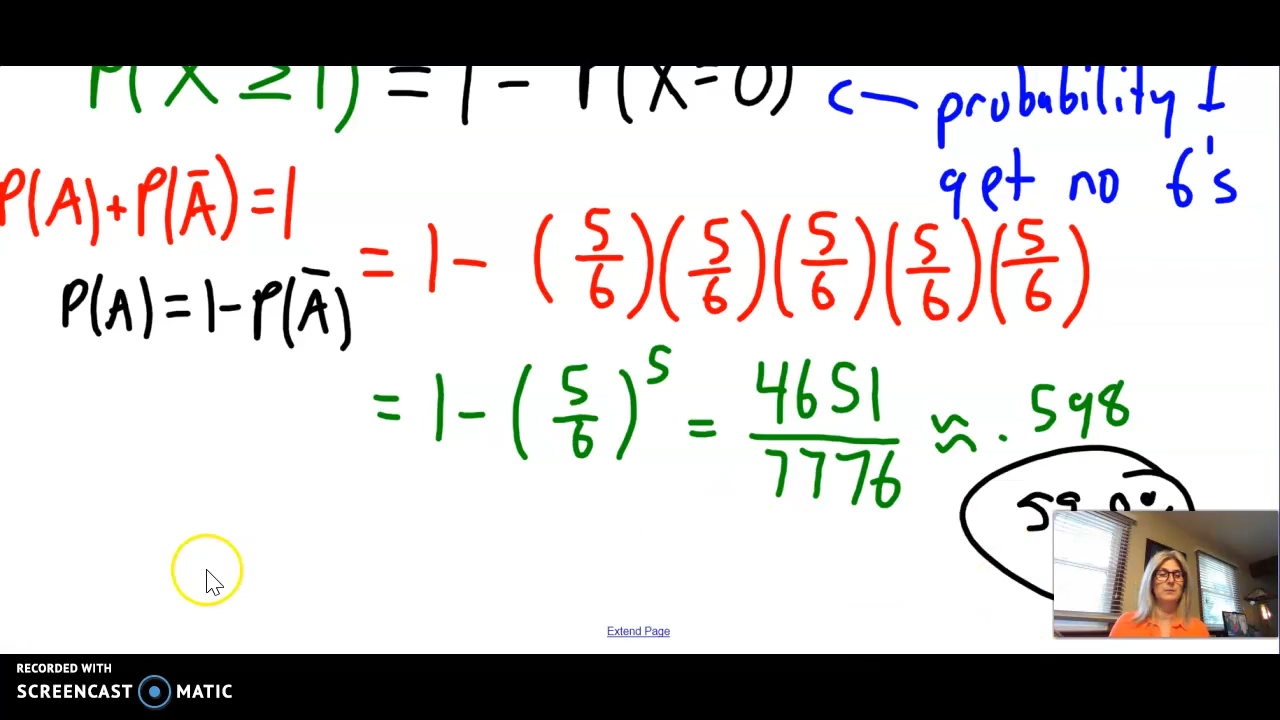 P(X ≥ 1) = 1 - P(X=0)
probability I
get no 6's
P(A) + P(Ā) = 1
= 1 - (5/6)(5/6)(5/6)(5/6)(5/6)
P(A) = 1 - P(Ā)
= 1 - (5/6)^5 = 4651/7776 ≈ .598
Extend Page
RECORDED WITH
SCREENCAST MATIC